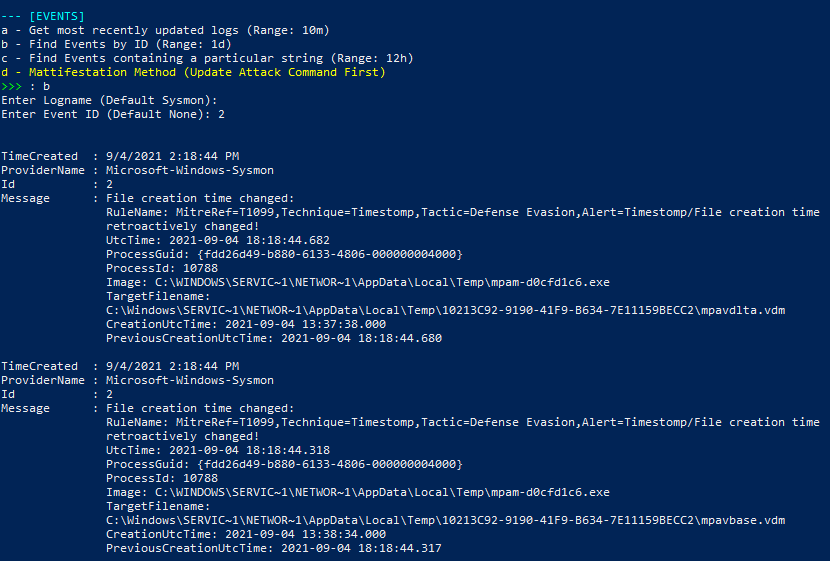 --- [EVENTS]
a - Get most recently updated logs (Range: 10m)
b - Find Events by ID (Range: 1d)
c - Find Events containing a particular string (Range: 12h)
d - Mattifestation Method (Update Attack Command First)
>>> : b
Enter Logname (Default Sysmon):
Enter Event ID (Default None): 2
TimeCreated  : 9/4/2021 2:18:44 PM
ProviderName : Microsoft-Windows-Sysmon
Id           : 2
Message      : File creation time changed:
RuleName: MitreRef=T1099,Technique=Timestomp,Tactic=Defense Evasion,Alert=Timestomp/File creation time
retroactively changed!
UtcTime: 2021-09-04 18:18:44.682
ProcessGuid: {fdd26d49-b880-6133-4806-000000004000}
ProcessId: 10788
Image: C:\WINDOWS\SERVIC~1\NETWOR~1\AppData\Local\Temp\mpam-d0cfd1c6.exe
TargetFilename:
C:\Windows\SERVIC~1\NETWOR~1\AppData\Local\Temp\10213C92-9190-41F9-B634-7E11159BECC2\mpavdlta.vdm
CreationUtcTime: 2021-09-04 13:37:38.000
PreviousCreationUtcTime: 2021-09-04 18:18:44.680
TimeCreated  : 9/4/2021 2:18:44 PM
ProviderName : Microsoft-Windows-Sysmon
Id           : 2
Message      : File creation time changed:
RuleName: MitreRef=T1099,Technique=Timestomp,Tactic=Defense Evasion,Alert=Timestomp/File creation time
retroactively changed!
UtcTime: 2021-09-04 18:18:44.318
ProcessGuid: {fdd26d49-b880-6133-4806-000000004000}
ProcessId: 10788
Image: C:\WINDOWS\SERVIC~1\NETWOR~1\AppData\Local\Temp\mpam-d0cfd1c6.exe
TargetFilename:
C:\Windows\SERVIC~1\NETWOR~1\AppData\Local\Temp\10213C92-9190-41F9-B634-7E11159BECC2\mpavbase.vdm
CreationUtcTime: 2021-09-04 13:38:34.000
PreviousCreationUtcTime: 2021-09-04 18:18:44.317